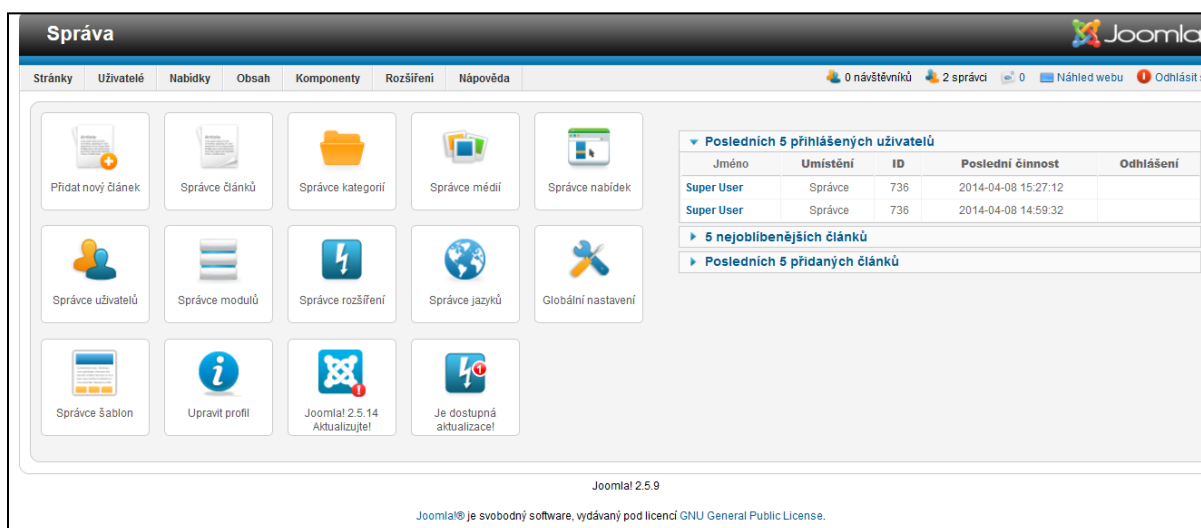 Správa
Joomla!
Stránky Uživatelé Nabídky Obsah Komponenty Rozšíření Nápověda 0 návštěvníků 2 správci 0 Náhled webu Odhlásit
Přidat nový článek Správce článků Správce kategorií Správce médií Správce nabídek
Správce uživatelů Správce modulů Správce rozšíření Správce jazyků Globální nastavení
Správce šablon Upravit profil Joomla! 2.5.14 Je dostupná
Aktualizujte! aktualizace!
Posledních 5 přihlášených uživatelů
Jméno Umístění ID Poslední činnost Odhlášení
Super User Správce 736 2014-04-08 15:27:12
Super User Správce 736 2014-04-08 14:59:32
5 nejoblíbenějších článků
Posledních 5 přidaných článků
Joomla! 2.5.9
Joomla!® je svobodný software, vydávaný pod licencí GNU General Public License.